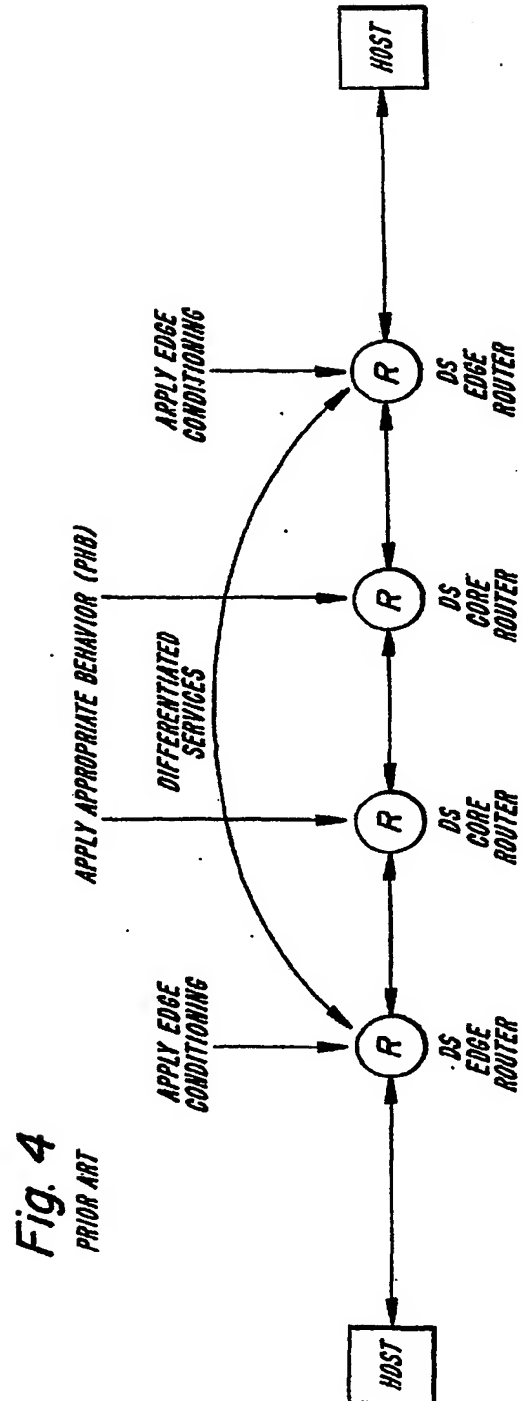 Fig. 4
PRIOR ART
APPLY APPROPRIATE BEHAVIOR (PHB)
APPLY EDGE
CONDITIONING
DIFFERENTIATED
SERVICES
APPLY EDGE
CONDITIONING
HOST
R
R
R
R
HOST
DS
EDGE
ROUTER
DS
CORE
ROUTER
DS
CORE
ROUTER
DS
EDGE
ROUTER